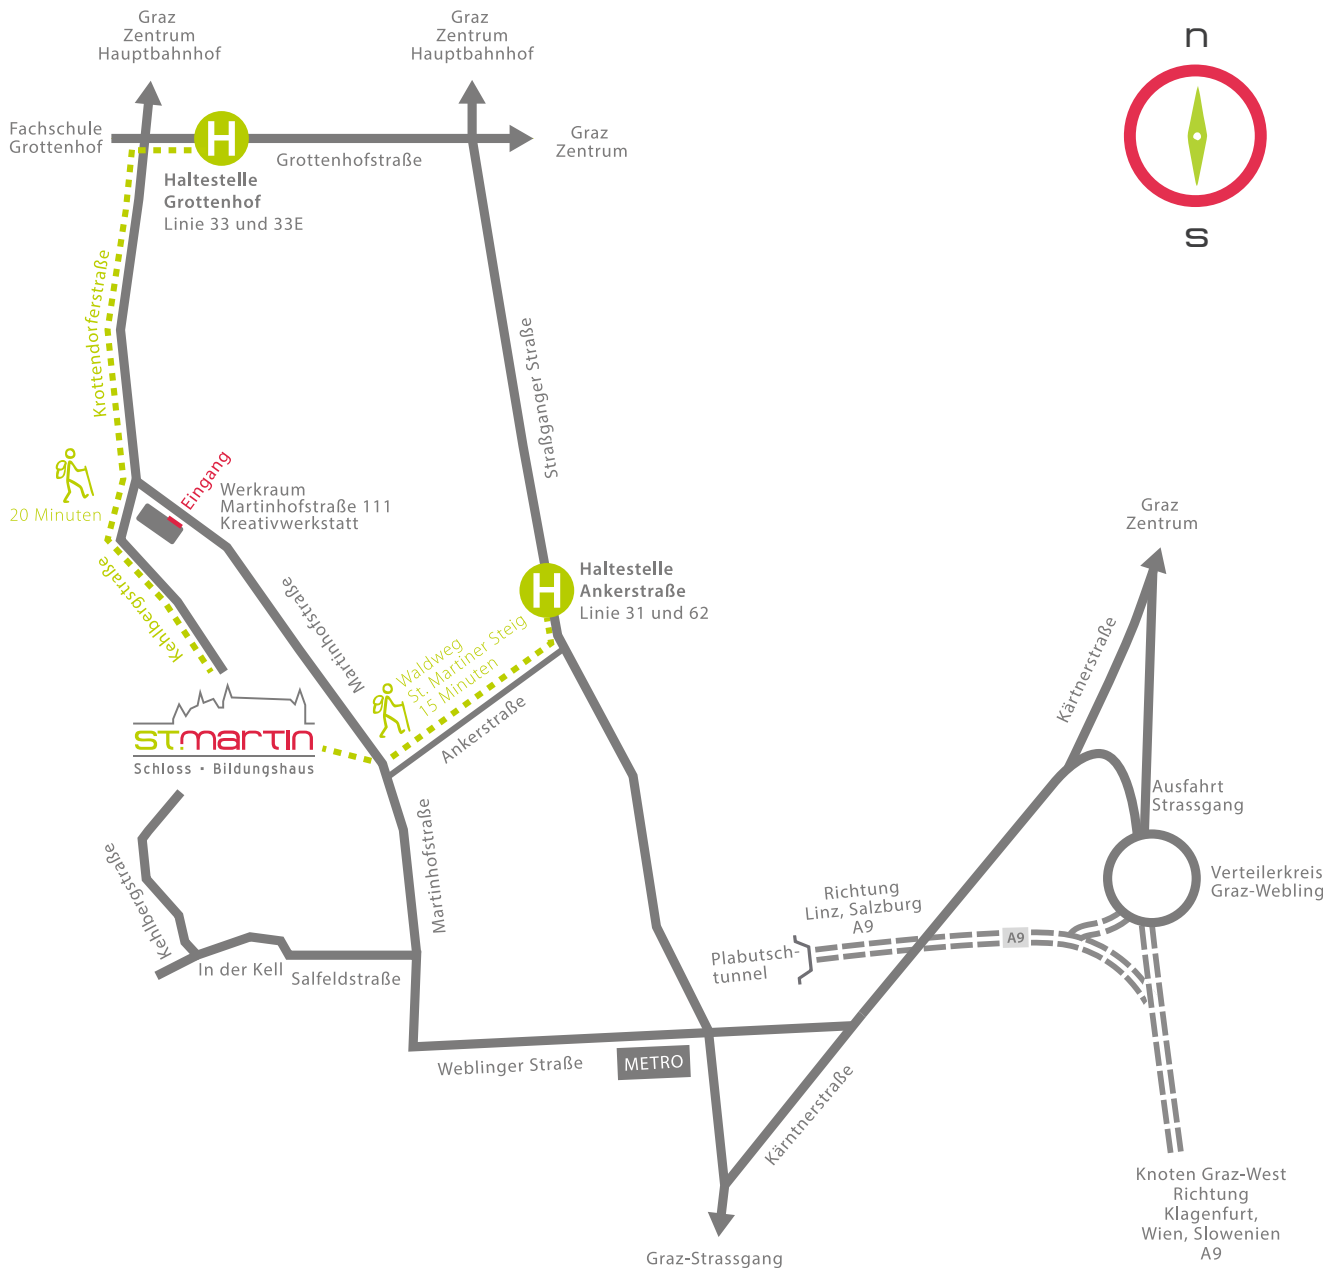 Graz
Zentrum
Hauptbahnhof
Graz
Zentrum
Hauptbahnhof
n
s
Fachschule
Grottenhof
H
Grottenhofstraße
Graz
Zentrum
Haltestelle
Grottenhof
Linie 33 und 33E
Krottendorferstraße
Straßganger Straße
20 Minuten
Eingang
Werkraum
Martinhofstraße 111
Kreativwerkstatt
Kehlbergstraße
Martinhofstraße
H
Haltestelle
Ankerstraße
Linie 31 und 62
Waldweg
St. Martiner Steig
15 Minuten
Ankerstraße
st.martin
Schloss · Bildungshaus
Graz
Zentrum
Kärtnerstraße
Ausfahrt
Strassgang
Verteilerkreis
Graz-Webling
Martinhofstraße
Kehlbergstraße
In der Kell
Salfeldstraße
Richtung
Linz, Salzburg
A9
A9
Plabutsch-
tunnel
Weblinger Straße
METRO
Kärntnerstraße
Graz-Strassgang
Knoten Graz-West
Richtung
Klagenfurt,
Wien, Slowenien
A9